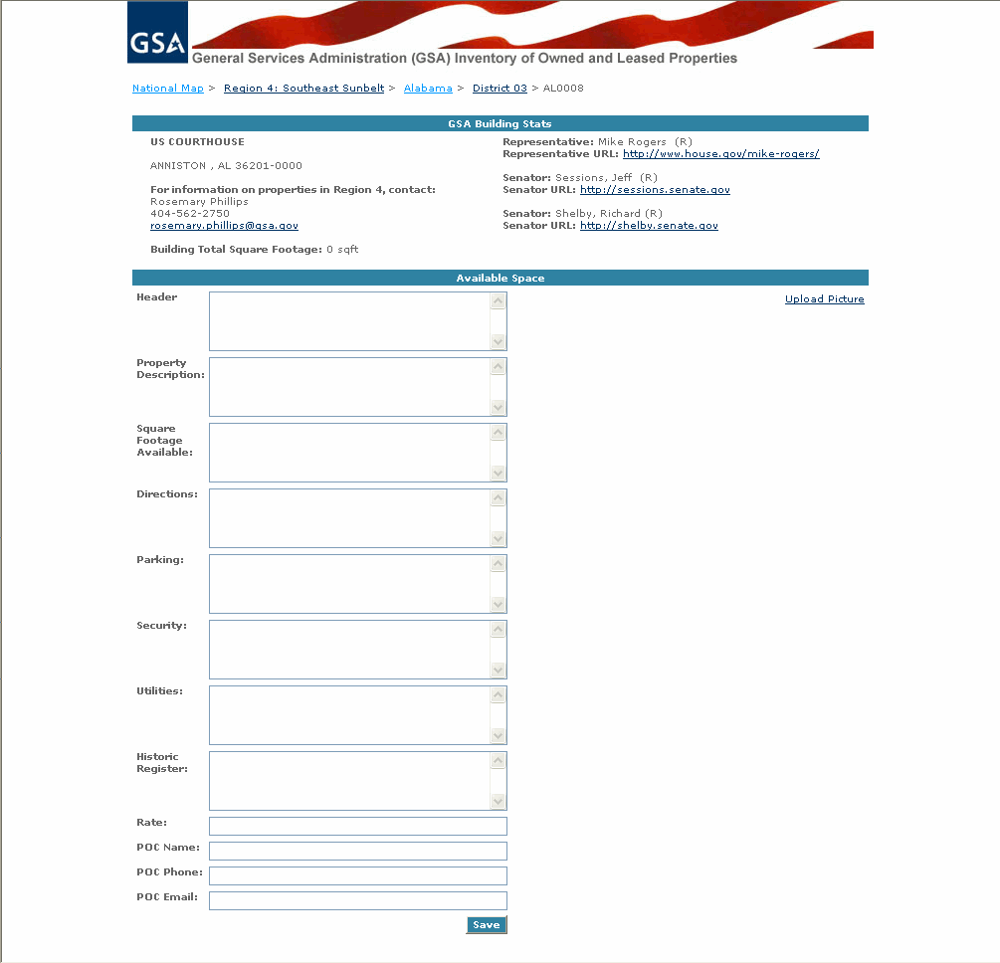 GSA
General Services Administration (GSA) Inventory of Owned and Leased Properties
National Map > Region 4: Southeast Sunbelt > Alabama > District 03 > AL0008
GSA Building Stats
US COURTHOUSE
ANNISTON , AL 36201-0000
For information on properties in Region 4, contact:
Rosemary Phillips
404-562-2750
rosemary.phillips@gsa.gov
Building Total Square Footage: 0 sqft
Representative: Mike Rogers (R)
Representative URL: http://www.house.gov/mike-rogers/
Senator: Sessions, Jeff (R)
Senator URL: http://sessions.senate.gov
Senator: Shelby, Richard (R)
Senator URL: http://shelby.senate.gov
Available Space
Header
Upload Picture
Property
Description:
Square
Footage
Available:
Directions:
Parking:
Security:
Utilities:
Historic
Register:
Rate:
POC Name:
POC Phone:
POC Email:
Save